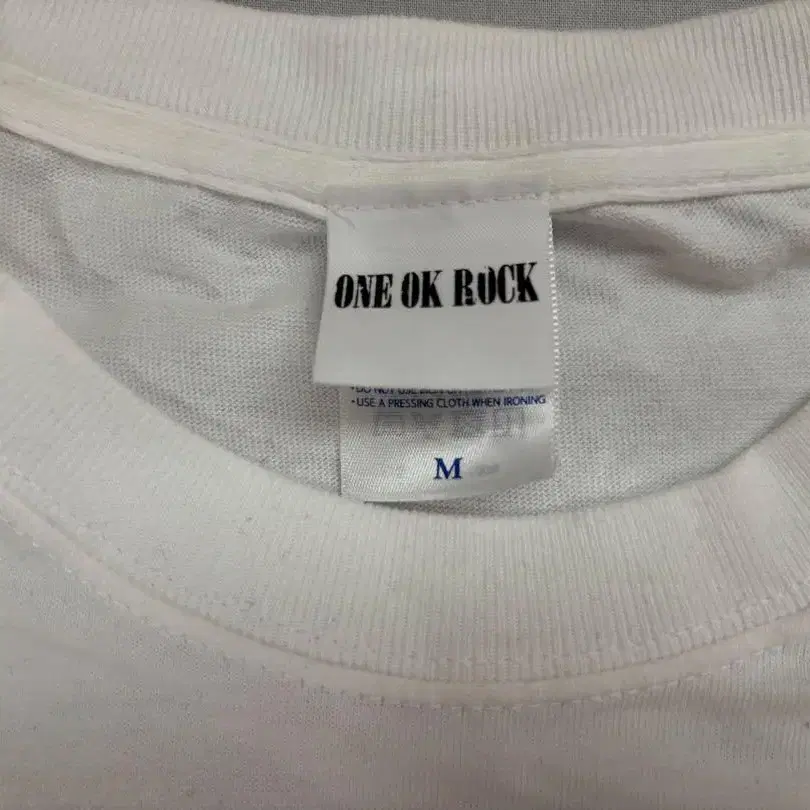 ONE OK ROCK
• USE A PRESSING CLOTH WHEN IRONING
M